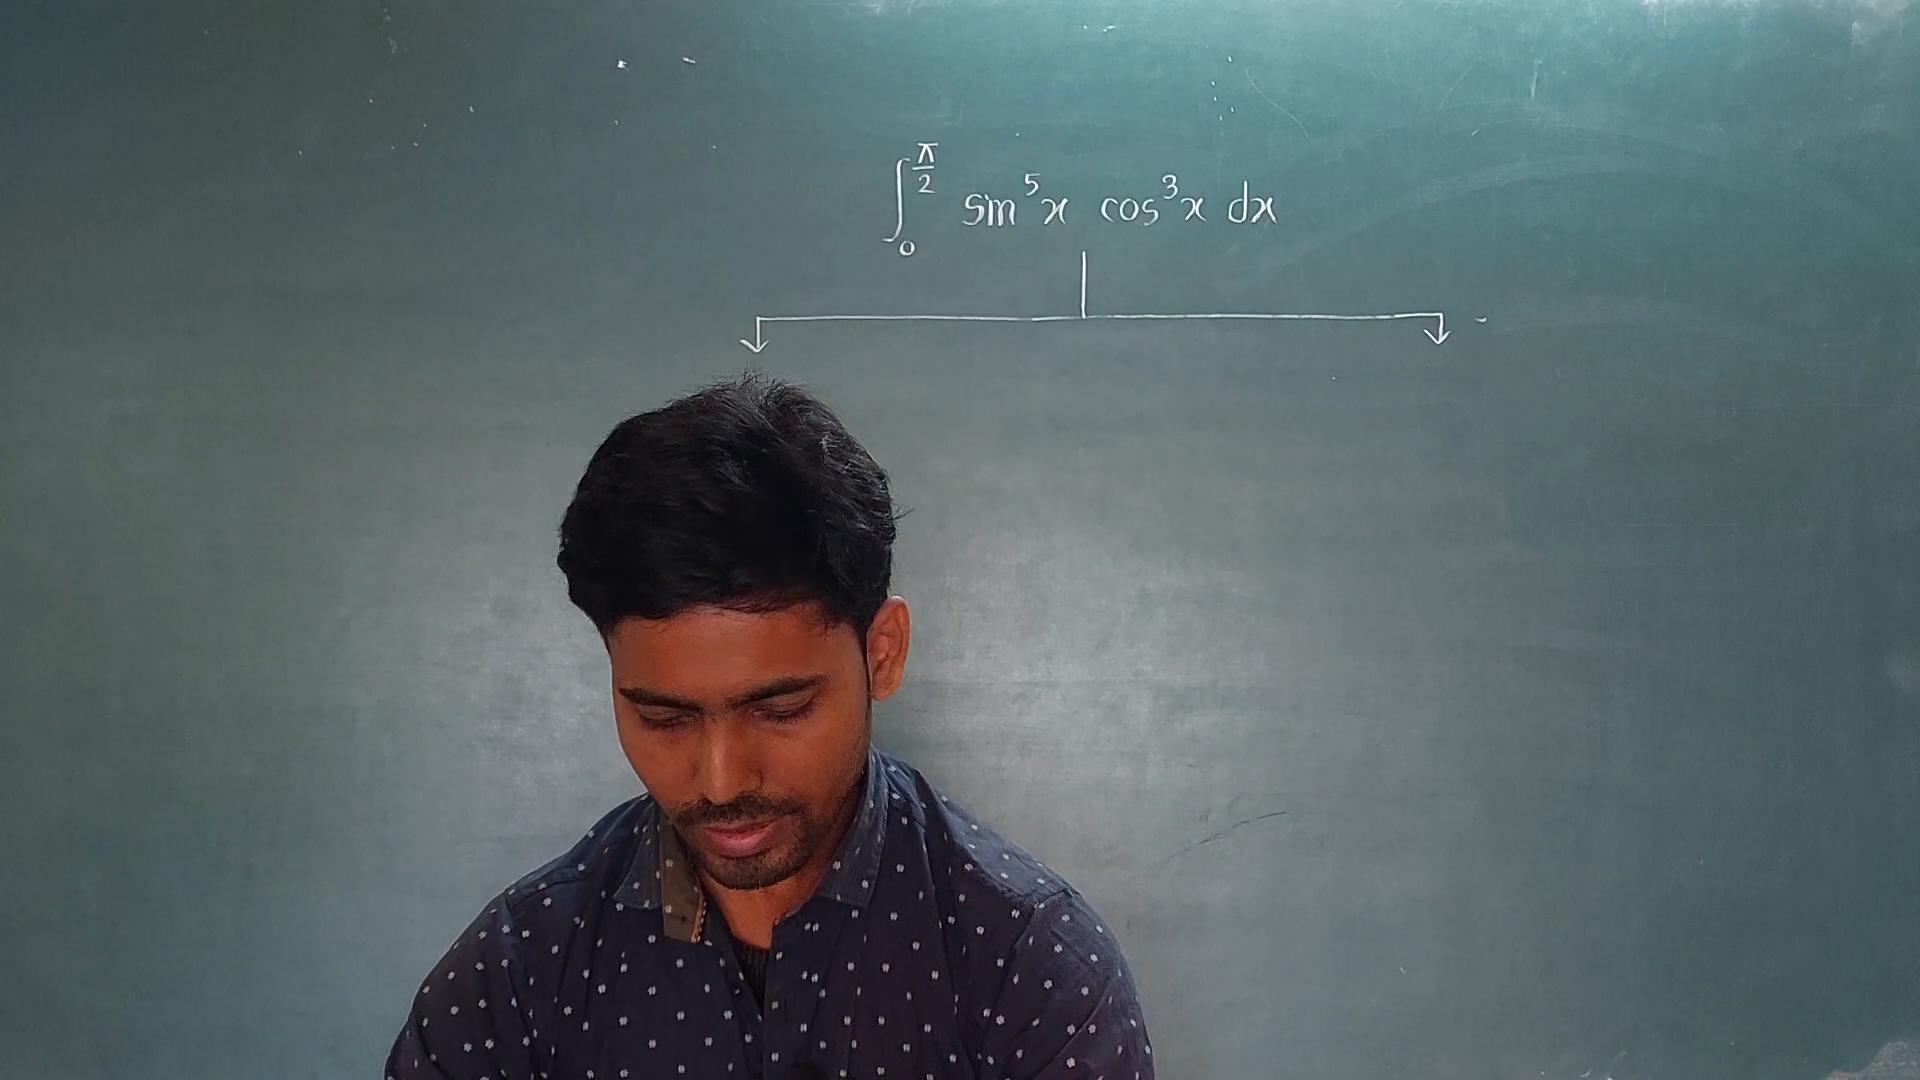 ∫₀^{π/2} sin⁵x cos³x dx